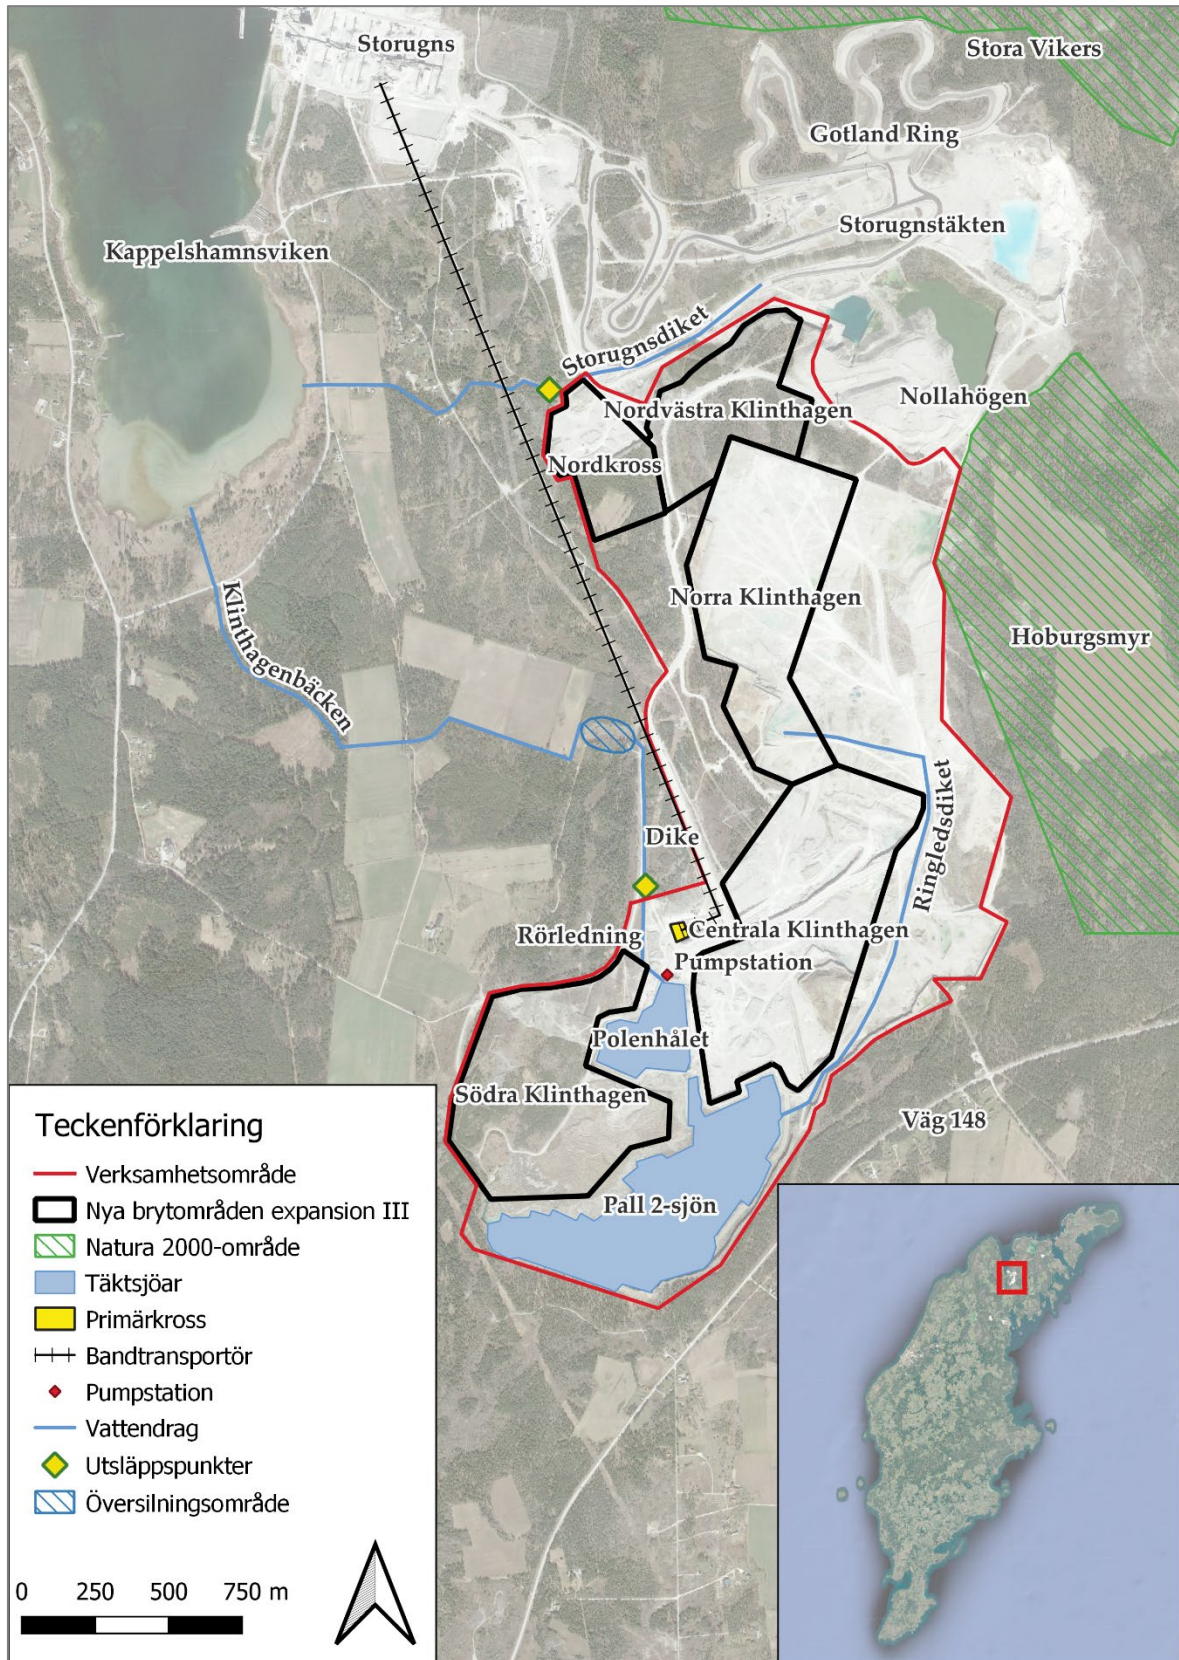 Storugns
Stora Vikers
Gotland Ring
Storugnstäkten
Kappelshamnsviken
Storugnsdiket
Nollahögen
Nordvästra Klinthagen
Nordkross
Norra Klinthagen
Hoburgsmyr
Klinthagenbäcken
Ringledsdiket
Dike
Centrala Klinthagen
Rörledning
Pumpstation
Polenhålet
Södra Klinthagen
Väg 148
Pall 2-sjön
Teckenförklaring
Verksamhetsområde
Nya brytområden expansion III
Natura 2000-område
Täktsjöar
Primärkross
Bandtransportör
Pumpstation
Vattendrag
Utsläppspunkter
Översilningsområde
0 250 500 750 m